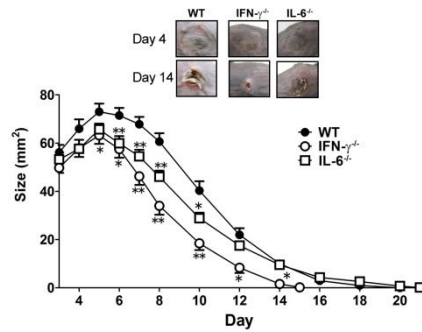 WT IFN-γ-/- IL-6-/-
Day 4
Day 14
80
60
40
20
0
Size (mm2)
WT
IFN-γ-/-
IL-6-/-
** ** ** * * * ** ** ** * * *
4 6 8 10 12 14 16 18 20
Day